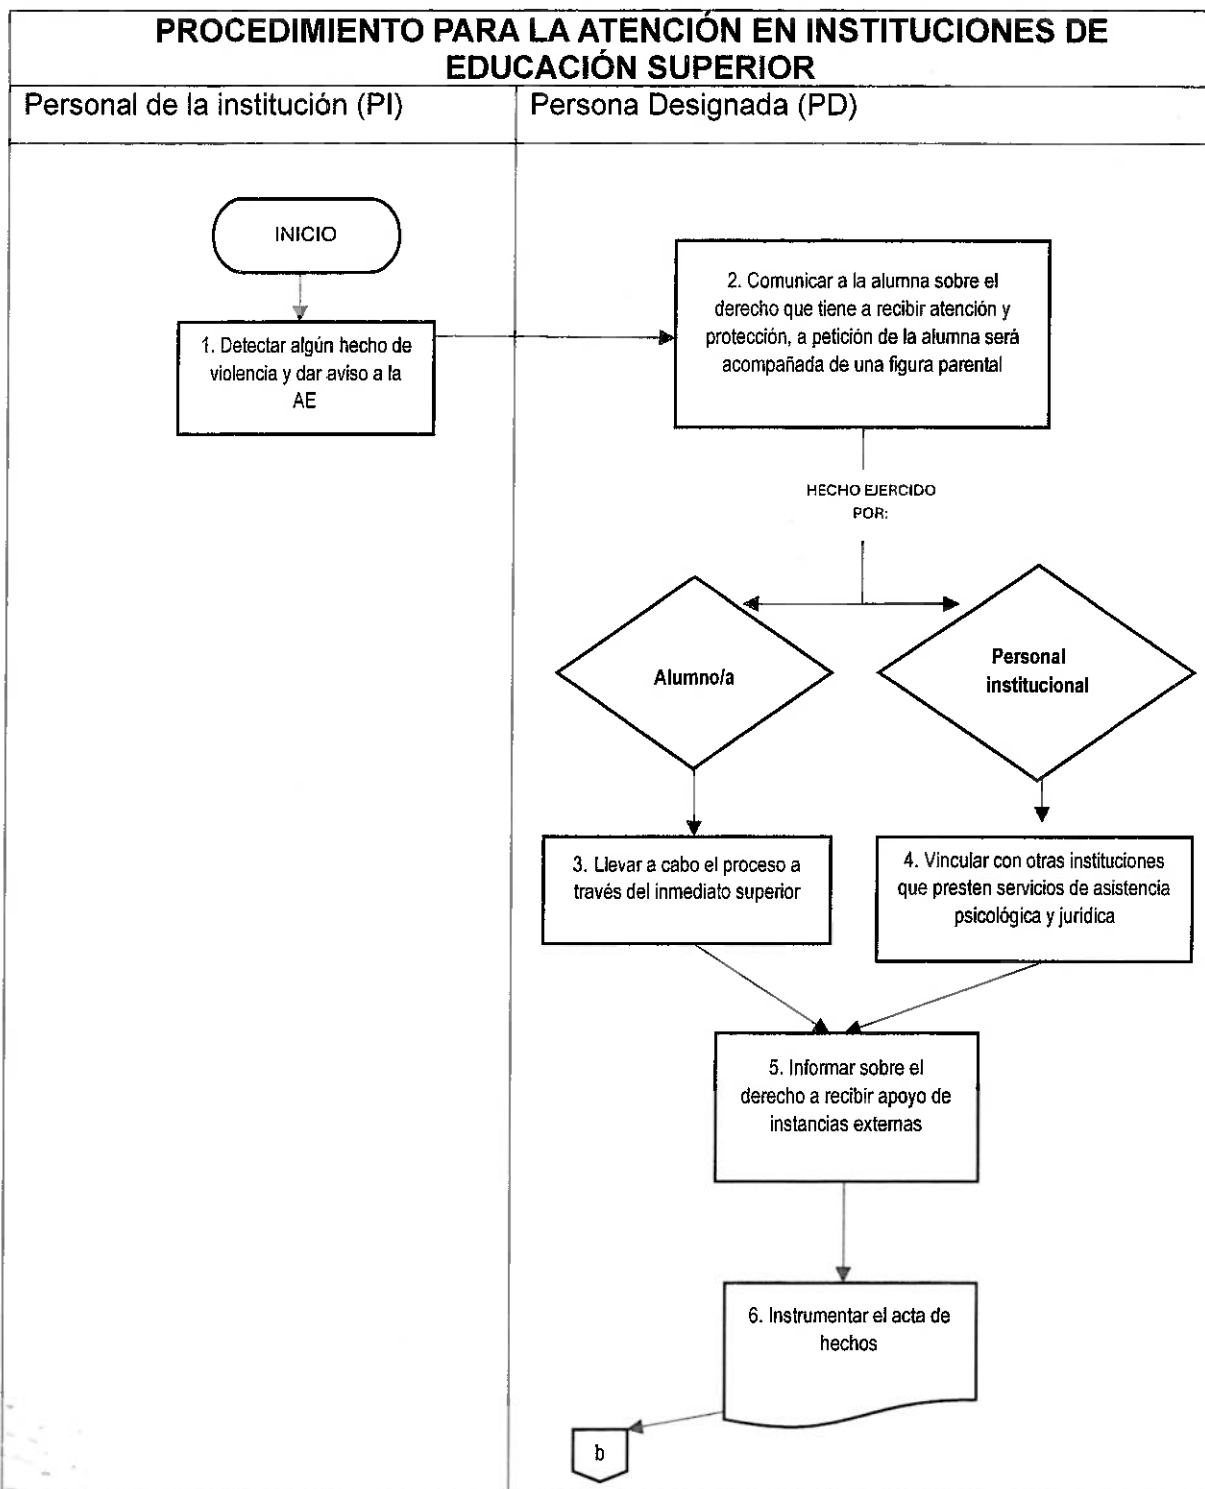 PROCEDIMIENTO PARA LA ATENCIÓN EN INSTITUCIONES DE
EDUCACIÓN SUPERIOR
Personal de la institución (PI)
Persona Designada (PD)
INICIO
1. Detectar algún hecho de
violencia y dar aviso a la
AE
2. Comunicar a la alumna sobre el
derecho que tiene a recibir atención y
protección, a petición de la alumna será
acompañada de una figura parental
HECHO EJERCIDO
POR:
Alumno/a
Personal
institucional
3. Llevar a cabo el proceso a
través del inmediato superior
4. Vincular con otras instituciones
que presten servicios de asistencia
psicológica y jurídica
5. Informar sobre el
derecho a recibir apoyo de
instancias externas
6. Instrumentar el acta de
hechos
b